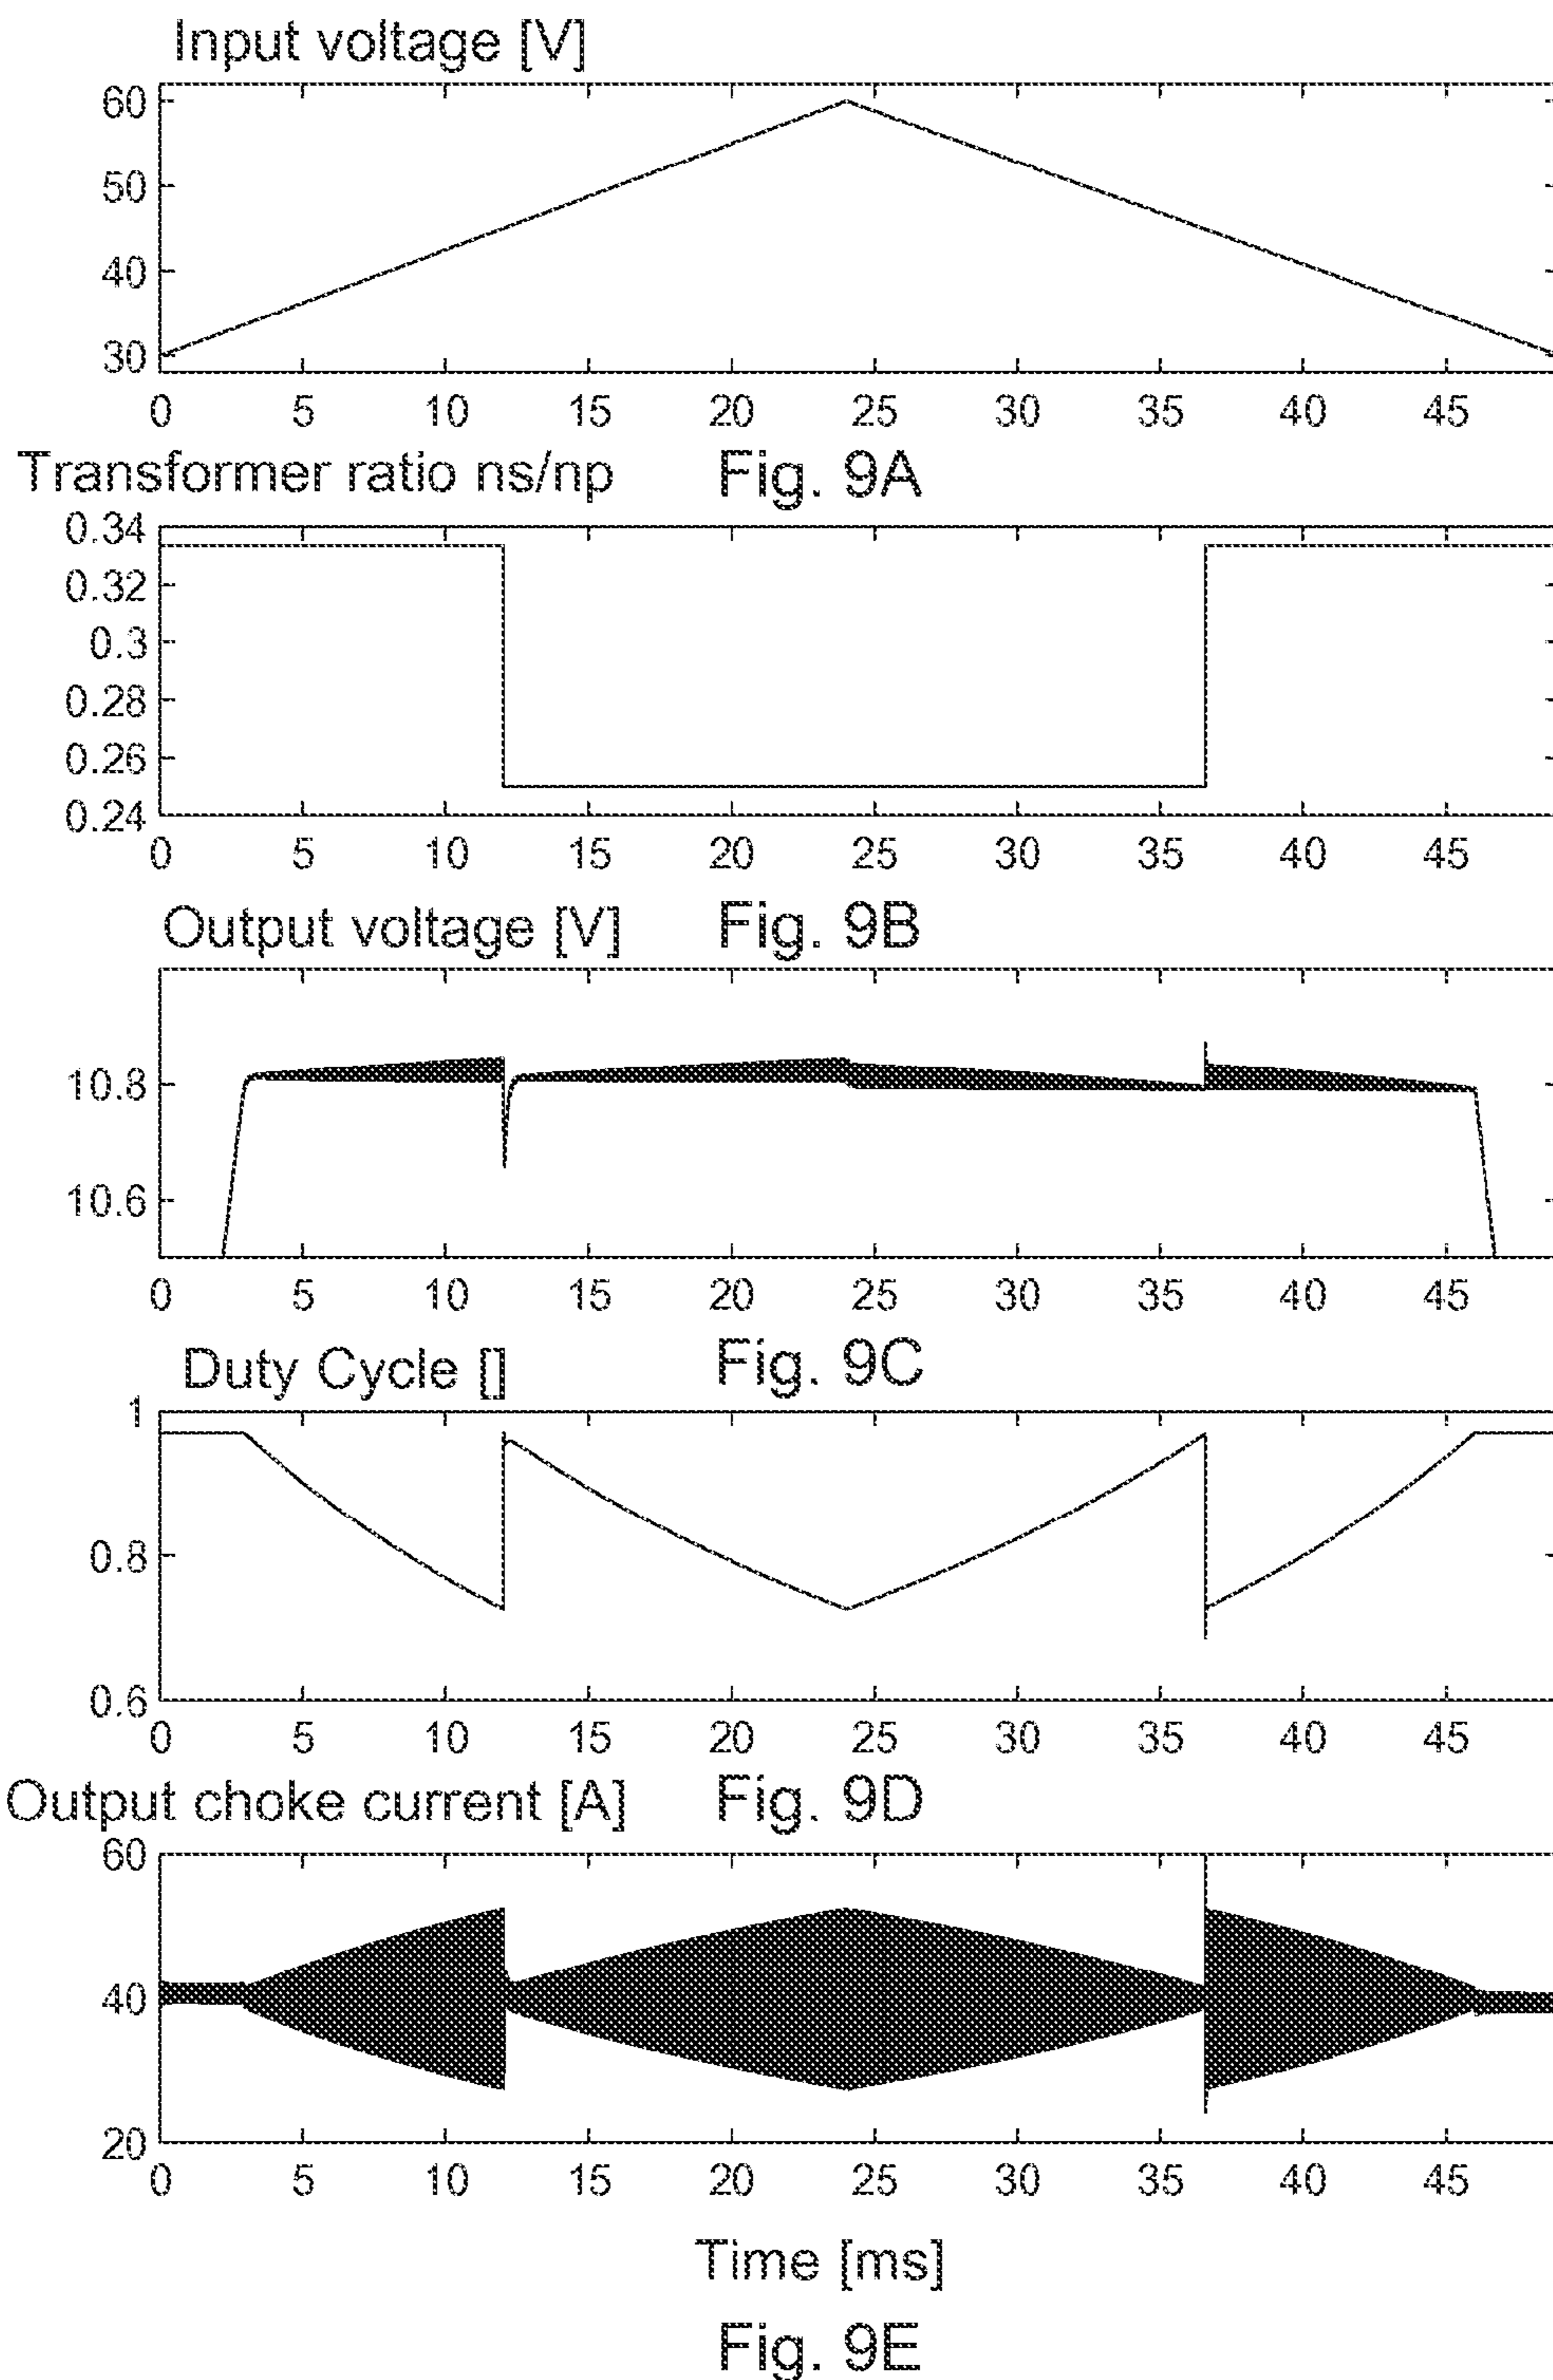 Input voltage [V]
60
50
40
30
0 5 10 15 20 25 30 35 40 45
Transformer ratio ns/np Fig. 9A
0.34
0.32
0.3
0.28
0.26
0.24
0 5 10 15 20 25 30 35 40 45
Output voltage [V] Fig. 9B
10.8
10.6
0 5 10 15 20 25 30 35 40 45
Duty Cycle [] Fig. 9C
1
0.8
0.6
0 5 10 15 20 25 30 35 40 45
Output choke current [A] Fig. 9D
60
40
20
0 5 10 15 20 25 30 35 40 45
Time [ms]
Fig. 9E